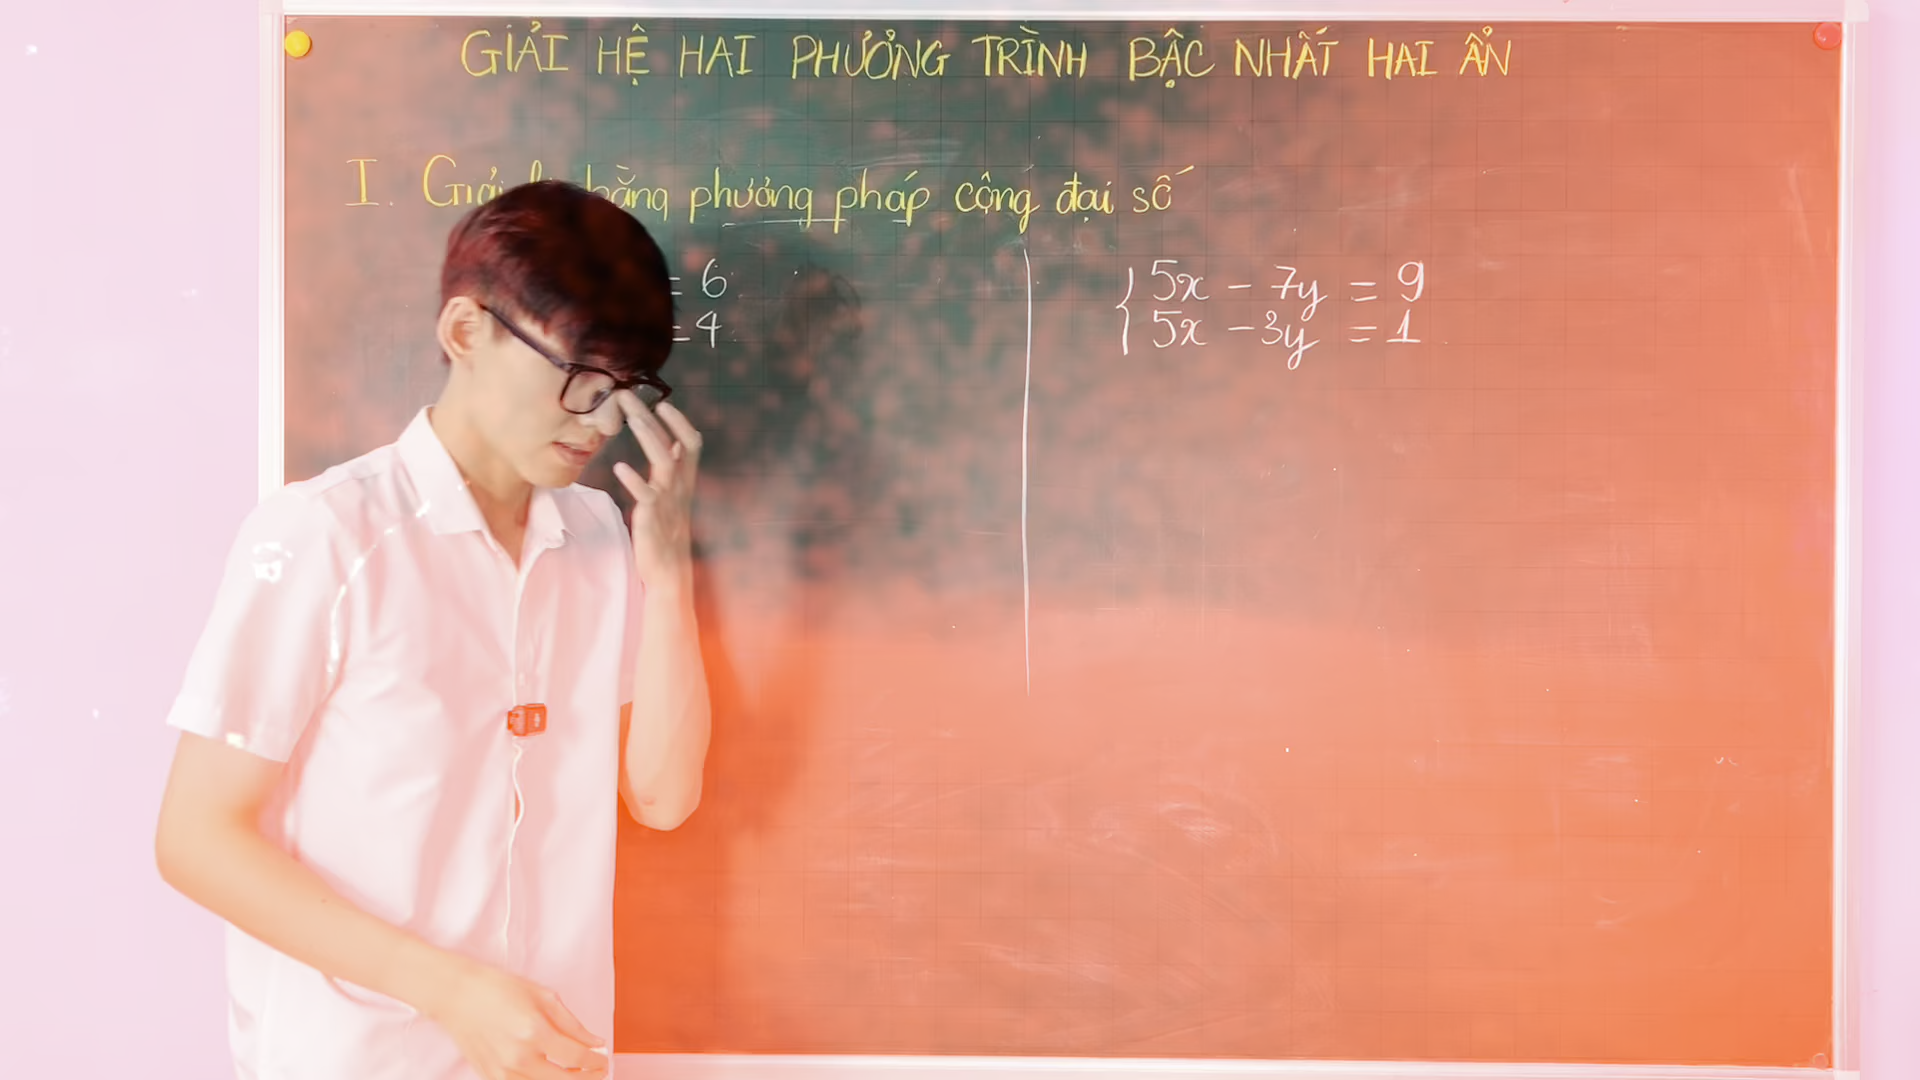 GIẢI HỆ HAI PHƯƠNG TRÌNH BẬC NHẤT HAI ẨN
I. Giải bằng phương pháp cộng đại số
= 6
= 4
5x - 7y = 9
5x - 3y = 1